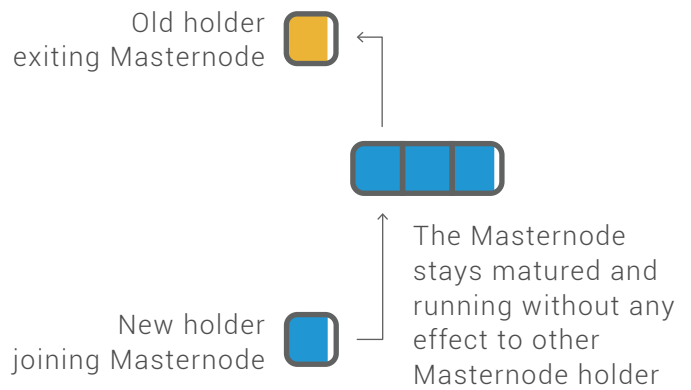 Old holder
exiting Masternode
The Masternode
stays matured and
running without any
effect to other
Masternode holder
New holder
joining Masternode